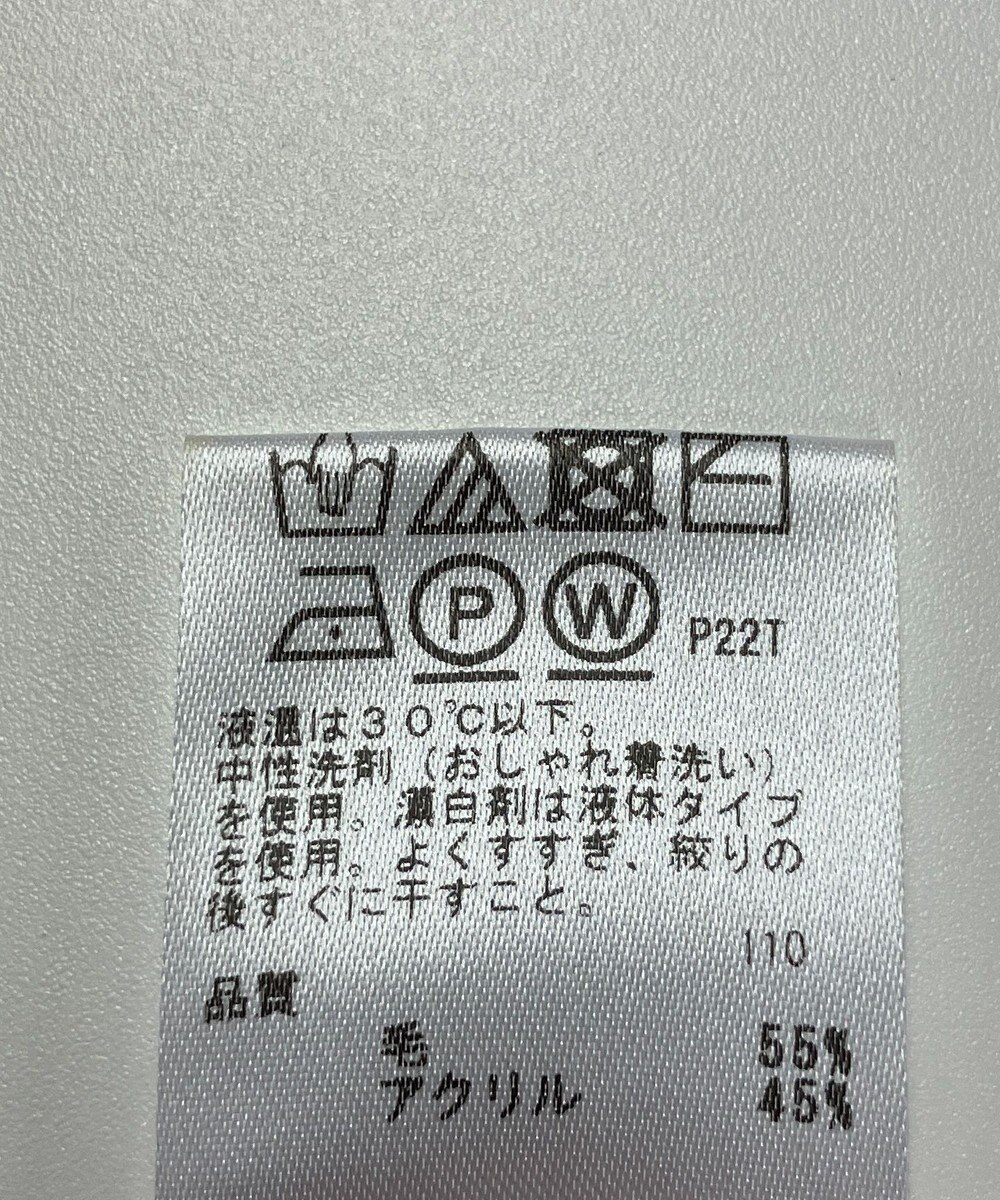 P W P22T
液温は30℃以下。
中性洗剤(おしゃれ着洗い)
を使用。漂白剤は液体タイプ
を使用。よくすすぎ、絞りの
後すぐに干すこと。
110
品質
毛 55%
アクリル 45%